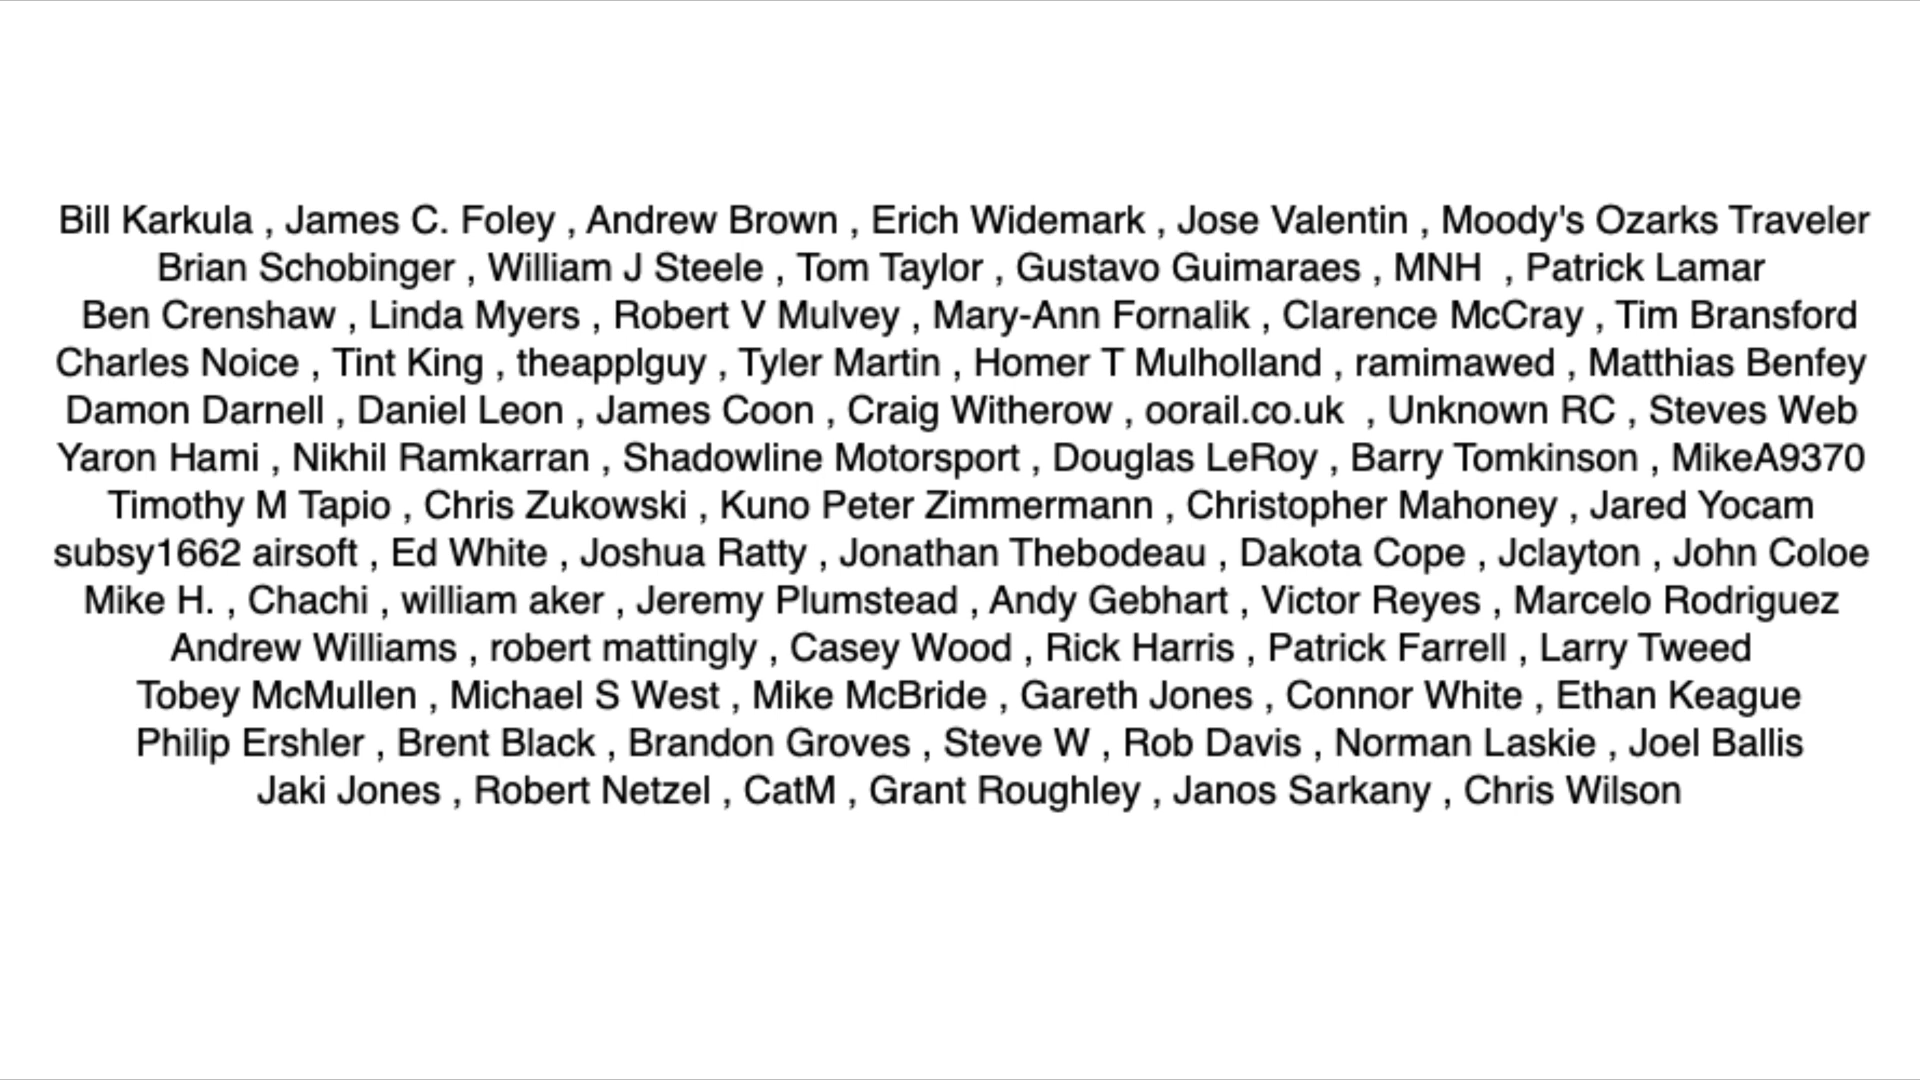 Bill Karkula , James C. Foley , Andrew Brown , Erich Widemark , Jose Valentin , Moody's Ozarks Traveler
Brian Schobinger , William J Steele , Tom Taylor , Gustavo Guimaraes , MNH  , Patrick Lamar
Ben Crenshaw , Linda Myers , Robert V Mulvey , Mary-Ann Fornalik , Clarence McCray , Tim Bransford
Charles Noice , Tint King , theapplguy , Tyler Martin , Homer T Mulholland , ramimawed , Matthias Benfey
Damon Darnell , Daniel Leon , James Coon , Craig Witherow , oorail.co.uk  , Unknown RC , Steves Web
Yaron Hami , Nikhil Ramkarran , Shadowline Motorsport , Douglas LeRoy , Barry Tomkinson , MikeA9370
Timothy M Tapio , Chris Zukowski , Kuno Peter Zimmermann , Christopher Mahoney , Jared Yocam
subsy1662 airsoft , Ed White , Joshua Ratty , Jonathan Thebodeau , Dakota Cope , Jclayton , John Coloe
Mike H. , Chachi , william aker , Jeremy Plumstead , Andy Gebhart , Victor Reyes , Marcelo Rodriguez
Andrew Williams , robert mattingly , Casey Wood , Rick Harris , Patrick Farrell , Larry Tweed
Tobey McMullen , Michael S West , Mike McBride , Gareth Jones , Connor White , Ethan Keague
Philip Ershler , Brent Black , Brandon Groves , Steve W , Rob Davis , Norman Laskie , Joel Ballis
Jaki Jones , Robert Netzel , CatM , Grant Roughley , Janos Sarkany , Chris Wilson